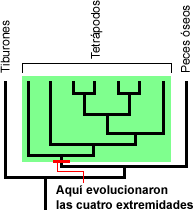 Tiburones
Tetrápodos
Peces óseos
Aquí evolucionaron
las cuatro extremidades